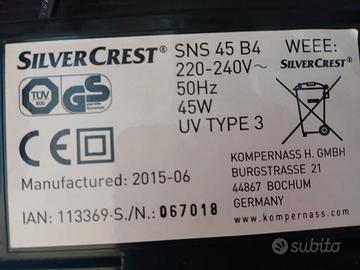 SILVERCREST® SNS 45 B4 WEEE:
220-240V~ SILVERCREST®
50Hz
45W
UV TYPE 3
TÜV
SÜD
GS
CE
KOMPERNASS H. GMBH
BURGSTRASSE 21
44867 BOCHUM
GERMANY
www.kompernass.com
Manufactured: 2015-06
IAN: 113369-S./N.: 067018
subito